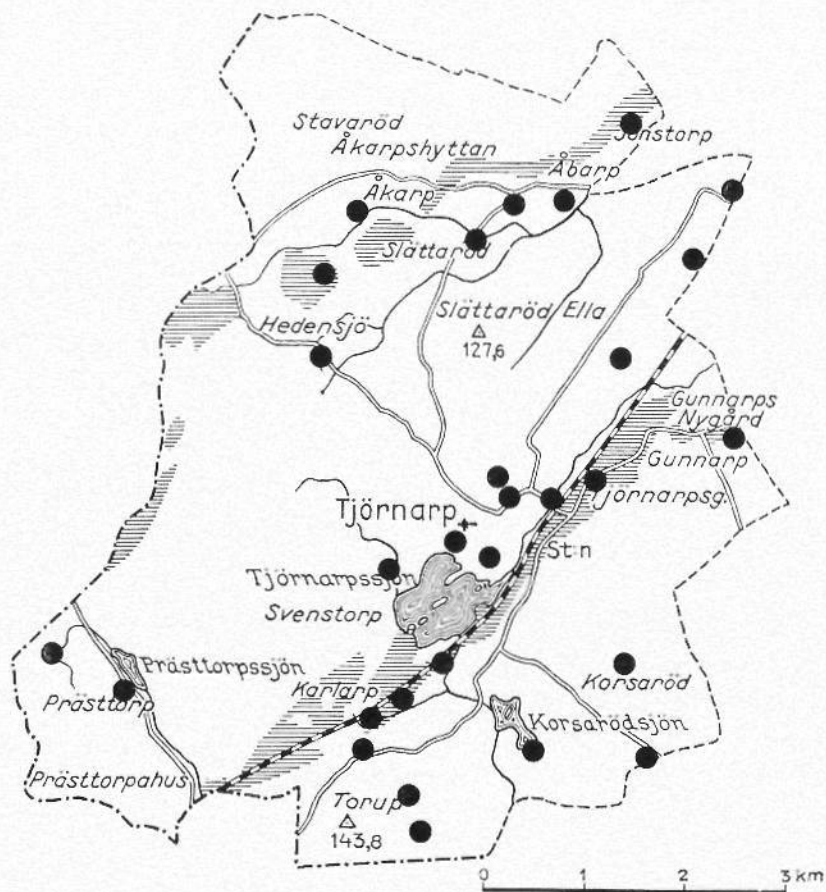 Stavaröd
Åkarpshyttan
Jonstorp
Åbarp
Åkarp
Slättaröd
Slättaröd Ella
127,6
Hedensjö
Gunnarps
Nygård
Gunnarp
Tjörnarpsg.
Tjörnarp
St:n
Tjörnarpssjön
Svenstorp
Prästtorpssjön
Prästtorp
Karlarp
Korsaröd
Korsarödsjön
Prästtorpahus
Torup
143,8
0 1 2 3 km